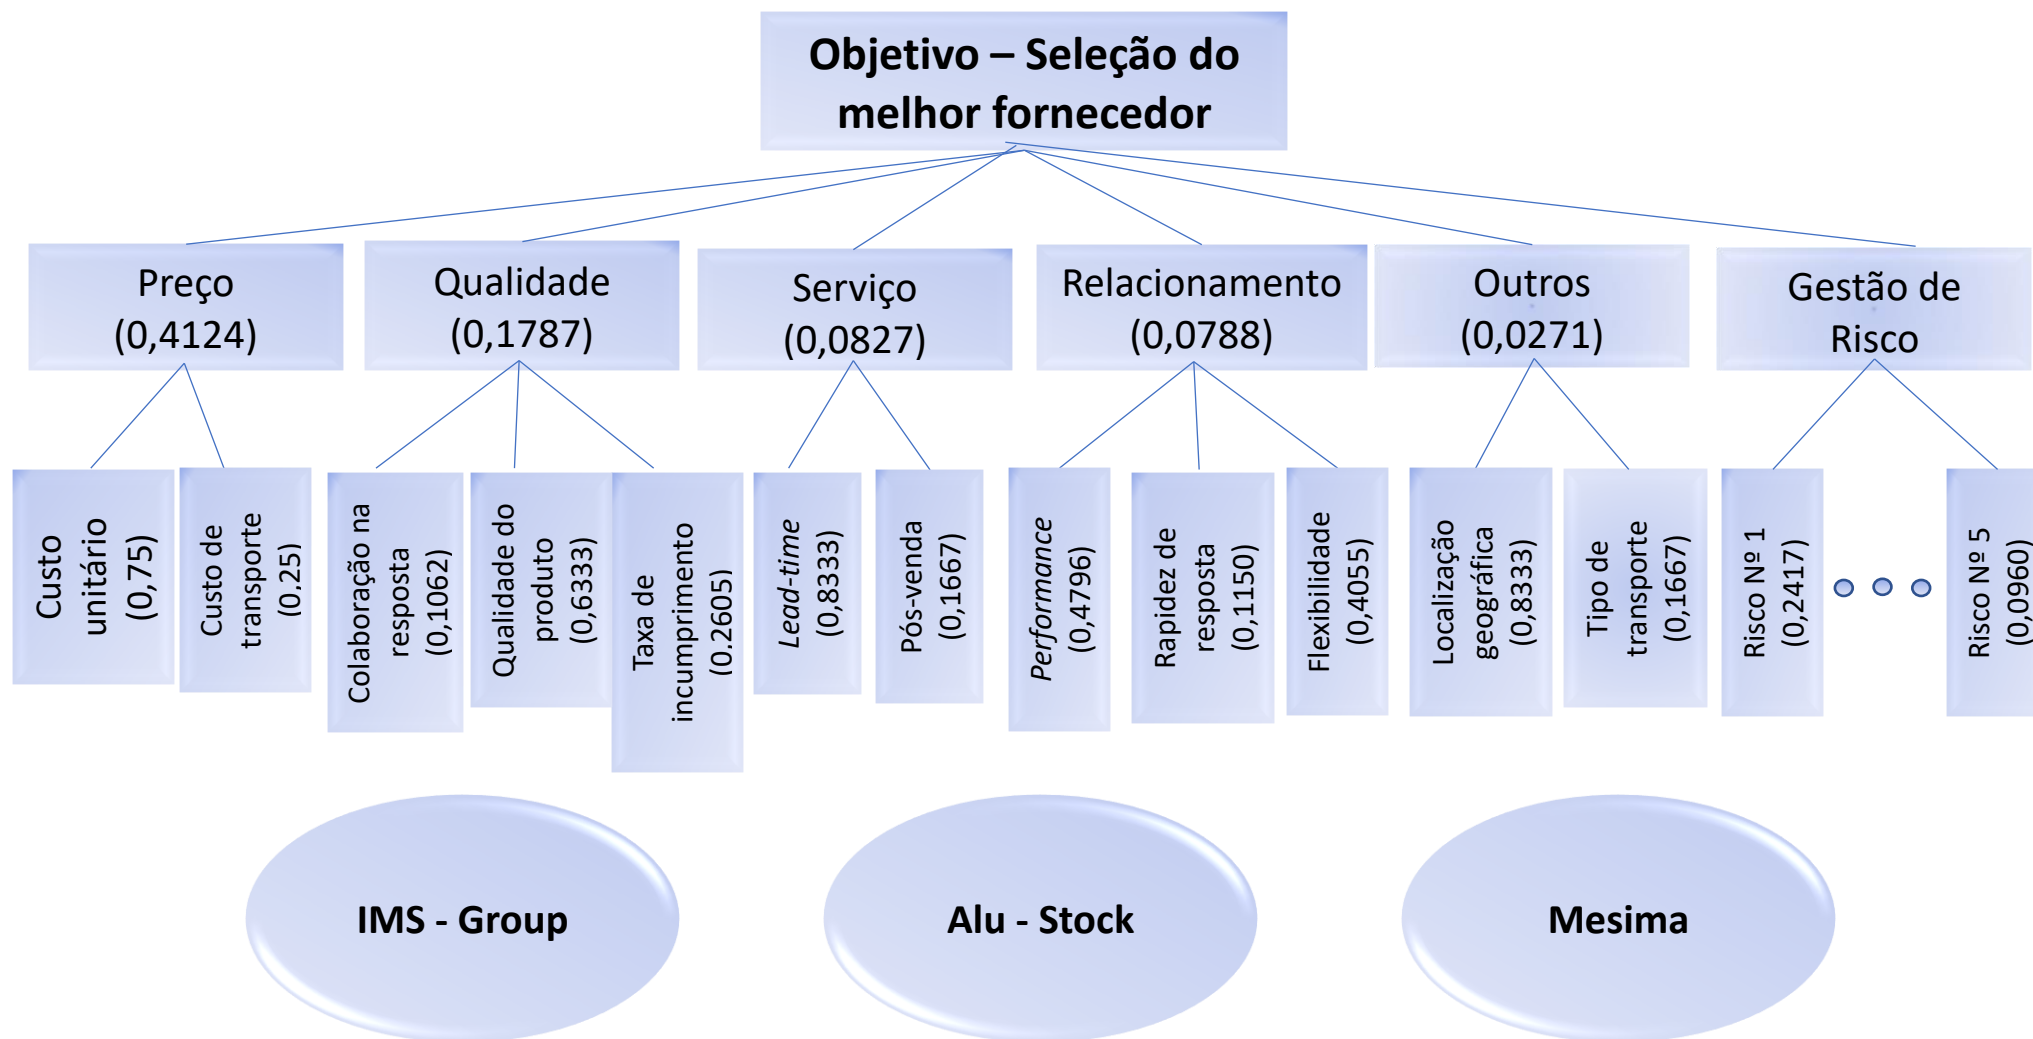 Objetivo – Seleção do
melhor fornecedor
Preço
(0,4124)
Qualidade
(0,1787)
Serviço
(0,0827)
Relacionamento
(0,0788)
Outros
(0,0271)
Gestão de
Risco
Custo
unitário
(0,75)
Custo de
transporte
(0.25)
Colaboração na
resposta
(0,1062)
Qualidade do
produto
(0,6333)
Taxa de
incumprimento
(0.2605)
Lead-time
(0,8333)
Pós-venda
(0,1667)
Performance
(0,4796)
Rapidez de
resposta
(0,1150)
Flexibilidade
(0,4055)
Localização
geográfica
(0,8333)
Tipo de
transporte
(0,1667)
Risco Nº 1
(0,2417)
Risco Nº 5
(0,0960)
IMS - Group
Alu - Stock
Mesima